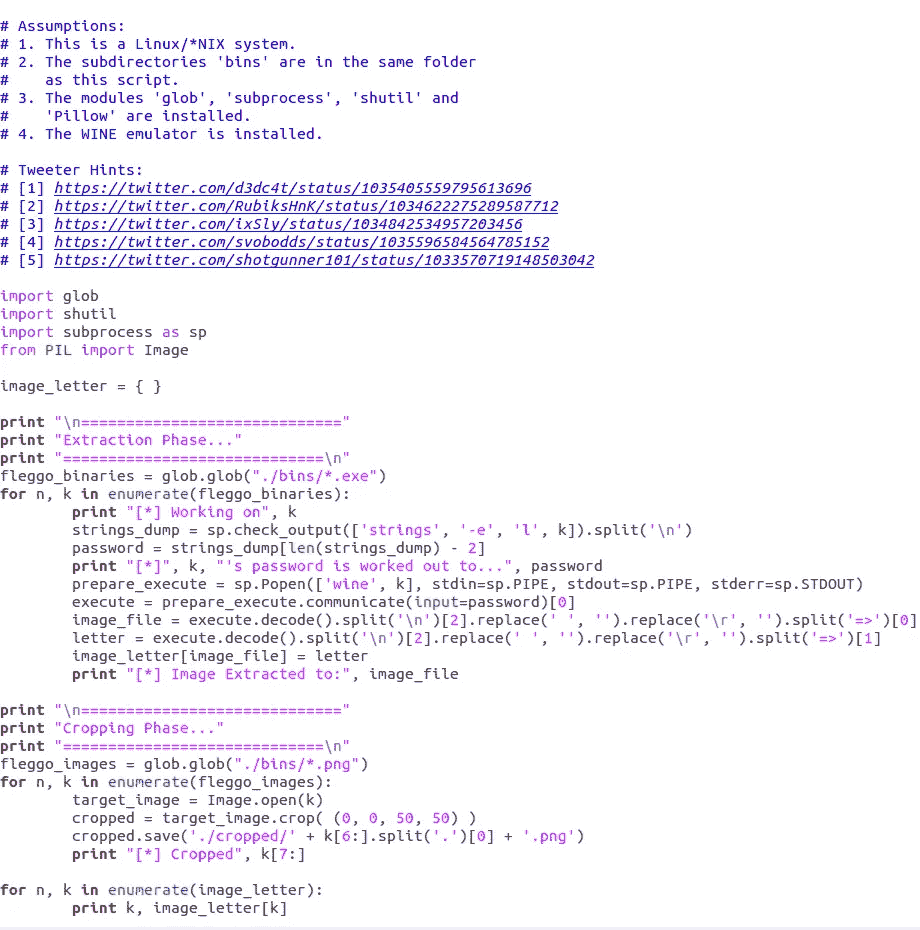 # Assumptions:
# 1. This is a Linux/*NIX system.
# 2. The subdirectories 'bins' are in the same folder
#    as this script.
# 3. The modules 'glob', 'subprocess', 'shutil' and
#    'Pillow' are installed.
# 4. The WINE emulator is installed.

# Tweeter Hints:
# [1] https://twitter.com/d3dc4t/status/1035405559795613696
# [2] https://twitter.com/RubiksHnK/status/1034622275289587712
# [3] https://twitter.com/ixSly/status/1034842534957203456
# [4] https://twitter.com/svobodds/status/1035596584564785152
# [5] https://twitter.com/shotgunner101/status/1033570719148503042

import glob
import shutil
import subprocess as sp
from PIL import Image

image_letter = { }

print "\n============================="
print "Extraction Phase..."
print "=============================\n"
fleggo_binaries = glob.glob("./bins/*.exe")
for n, k in enumerate(fleggo_binaries):
        print "[*] Working on", k
        strings_dump = sp.check_output(['strings', '-e', 'l', k]).split('\n')
        password = strings_dump[len(strings_dump) - 2]
        print "[*]", k, "'s password is worked out to...", password
        prepare_execute = sp.Popen(['wine', k], stdin=sp.PIPE, stdout=sp.PIPE, stderr=sp.STDOUT)
        execute = prepare_execute.communicate(input=password)[0]
        image_file = execute.decode().split('\n')[2].replace(' ', '').replace('\r', '').split('=>')[0]
        letter = execute.decode().split('\n')[2].replace(' ', '').replace('\r', '').split('=>')[1]
        image_letter[image_file] = letter
        print "[*] Image Extracted to:", image_file

print "\n============================="
print "Cropping Phase..."
print "=============================\n"
fleggo_images = glob.glob("./bins/*.png")
for n, k in enumerate(fleggo_images):
        target_image = Image.open(k)
        cropped = target_image.crop( (0, 0, 50, 50) )
        cropped.save('./cropped/' + k[6:].split('.')[0] + '.png')
        print "[*] Cropped", k[7:]

for n, k in enumerate(image_letter):
        print k, image_letter[k]